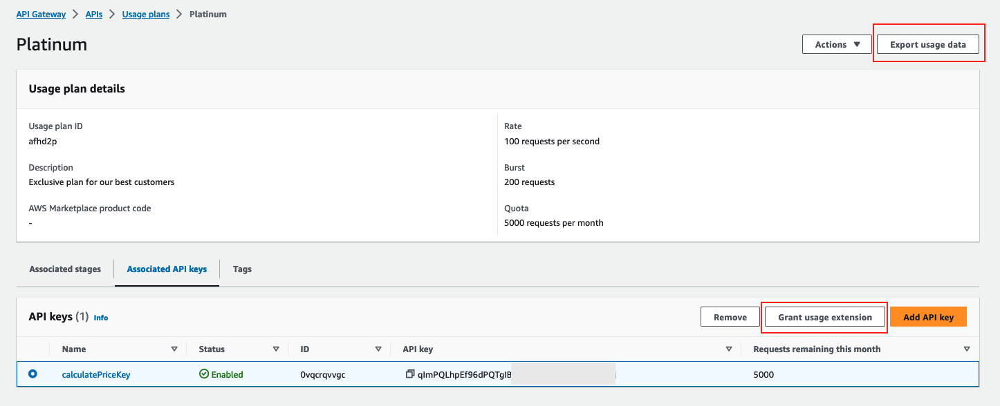 API Gateway > APIs > Usage plans > Platinum
Platinum
Actions ▼
Export usage data
Usage plan details
Usage plan ID
afhd2p
Description
Exclusive plan for our best customers
AWS Marketplace product code
-
Rate
100 requests per second
Burst
200 requests
Quota
5000 requests per month
Associated stages
Associated API keys
Tags
API keys (1) Info
Remove
Grant usage extension
Add API key
Name Status ID API key Requests remaining this month
calculatePriceKey Enabled 0vqcrqvvgc 5000